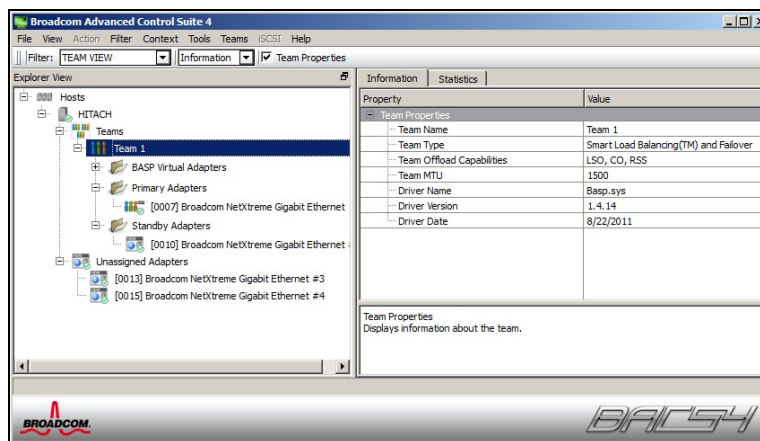 Broadcom Advanced Control Suite 4
File View Action Filter Context Tools Teams iSCSI Help
Filter: TEAM VIEW Information Team Properties
Explorer View
Hosts
HITACH
Teams
Team 1
BASP Virtual Adapters
Primary Adapters
[0007] Broadcom NetXtreme Gigabit Ethernet
Standby Adapters
[0010] Broadcom NetXtreme Gigabit Ethernet
Unassigned Adapters
[0013] Broadcom NetXtreme Gigabit Ethernet #3
[0015] Broadcom NetXtreme Gigabit Ethernet #4
Information Statistics
Property Value
Team Properties
Team Name Team 1
Team Type Smart Load Balancing(TM) and Failover
Team Offload Capabilities LSO, CO, RSS
Team MTU 1500
Driver Name Basp.sys
Driver Version 1.4.14
Driver Date 8/22/2011
Team Properties
Displays information about the team.
BROADCOM.
BACS4